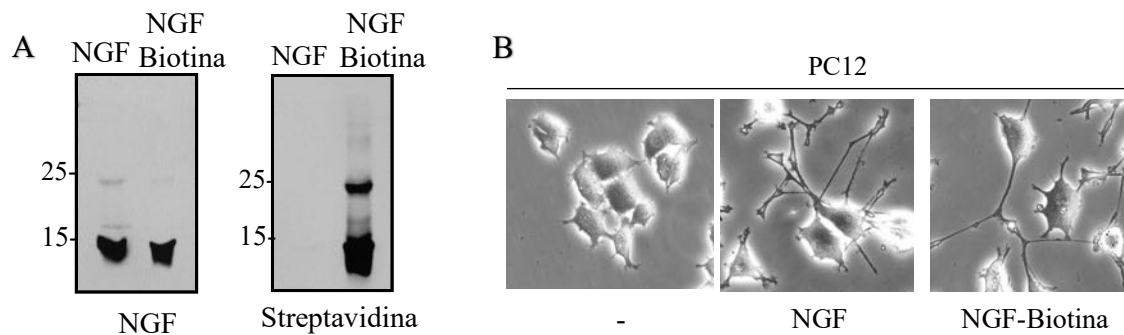 A
NGF
NGF
Biotina
NGF
NGF
Biotina
25
15
25
15
NGF
Streptavidina
B
PC12
-
NGF
NGF-Biotina